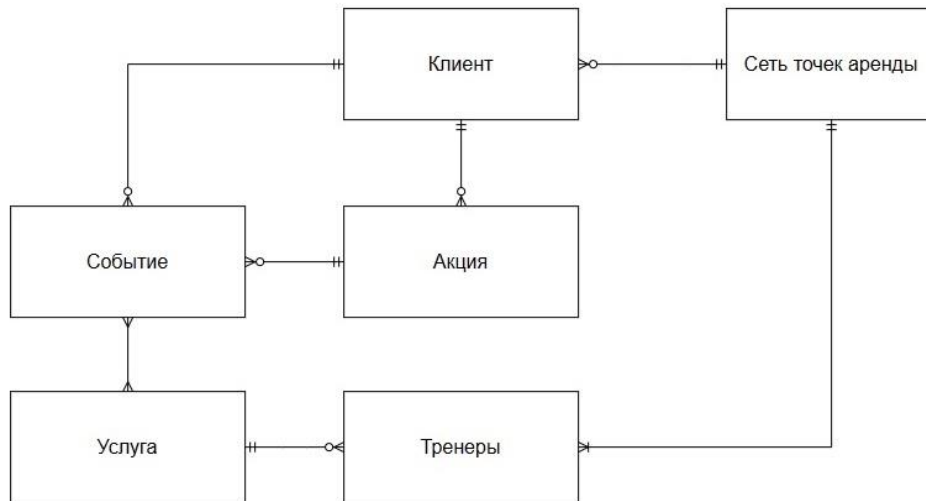 Клиент
Сеть точек аренды
Событие
Акция
Услуга
Тренеры